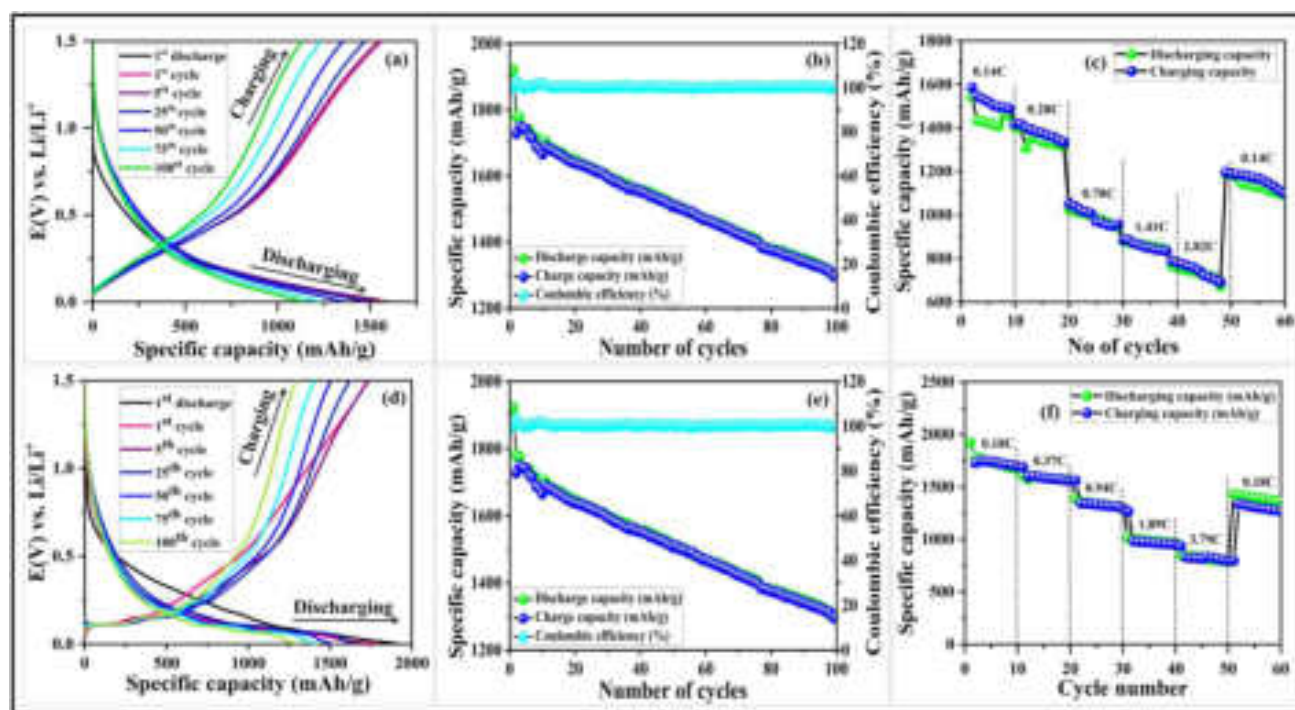 1.5
1.0
0.5
0.0
E(V) vs. Li/Li⁺
1ˢᵗ discharge
1ˢᵗ cycle
5ᵗʰ cycle
25ᵗʰ cycle
50ᵗʰ cycle
75ᵗʰ cycle
100ᵗʰ cycle
Charging
Discharging
(a)
0 500 1000 1500
Specific capacity (mAh/g)
2000
1800
1600
1400
1200
Specific capacity (mAh/g)
(b)
Discharge capacity (mAh/g)
Charge capacity (mAh/g)
Coulombic efficiency (%)
120
100
80
60
40
20
0
Coulombic efficiency (%)
0 20 40 60 80 100
Number of cycles
1800
1600
1400
1200
1000
800
600
Specific capacity (mAh/g)
(c)
Discharging capacity
Charging capacity
0.14C
0.28C
0.70C
0.14C
0 10 20 30 40 50 60
No of cycles
1.5
1.0
0.5
0.0
E(V) vs. Li/Li⁺
(d)
1ˢᵗ discharge
1ˢᵗ cycle
5ᵗʰ cycle
25ᵗʰ cycle
50ᵗʰ cycle
75ᵗʰ cycle
100ᵗʰ cycle
Charging
Discharging
0 500 1000 1500 2000
Specific capacity (mAh/g)
2000
1800
1600
1400
1200
Specific capacity (mAh/g)
(e)
Discharge capacity (mAh/g)
Charge capacity (mAh/g)
Coulombic efficiency (%)
120
100
80
60
40
20
0
Coulombic efficiency (%)
0 20 40 60 80 100
Number of cycles
2500
2000
1500
1000
500
0
Specific capacity (mAh/g)
(f)
Discharging capacity (mAh/g)
Charging capacity (mAh/g)
0.37C
0.94C
1.89C
3.79C
0 10 20 30 40 50 60
Cycle number